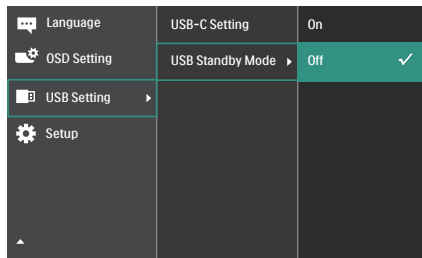 Language
OSD Setting
USB Setting
Setup
USB-C Setting
USB Standby Mode
On
Off